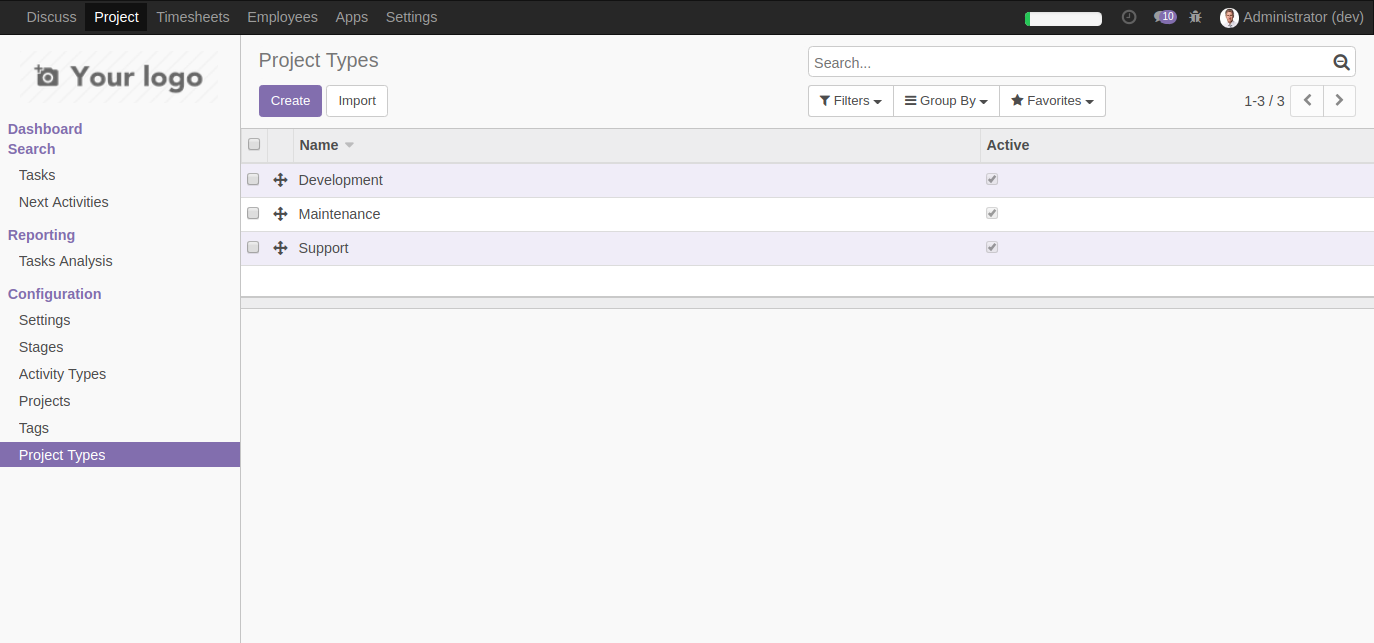 Discuss Project Timesheets Employees Apps Settings 10 Administrator (dev)
Your logo
Dashboard
Search
Tasks
Next Activities
Reporting
Tasks Analysis
Configuration
Settings
Stages
Activity Types
Projects
Tags
Project Types
Project Types
Search...
Create Import
Filters Group By Favorites 1-3 / 3
Name Active
Development
Maintenance
Support